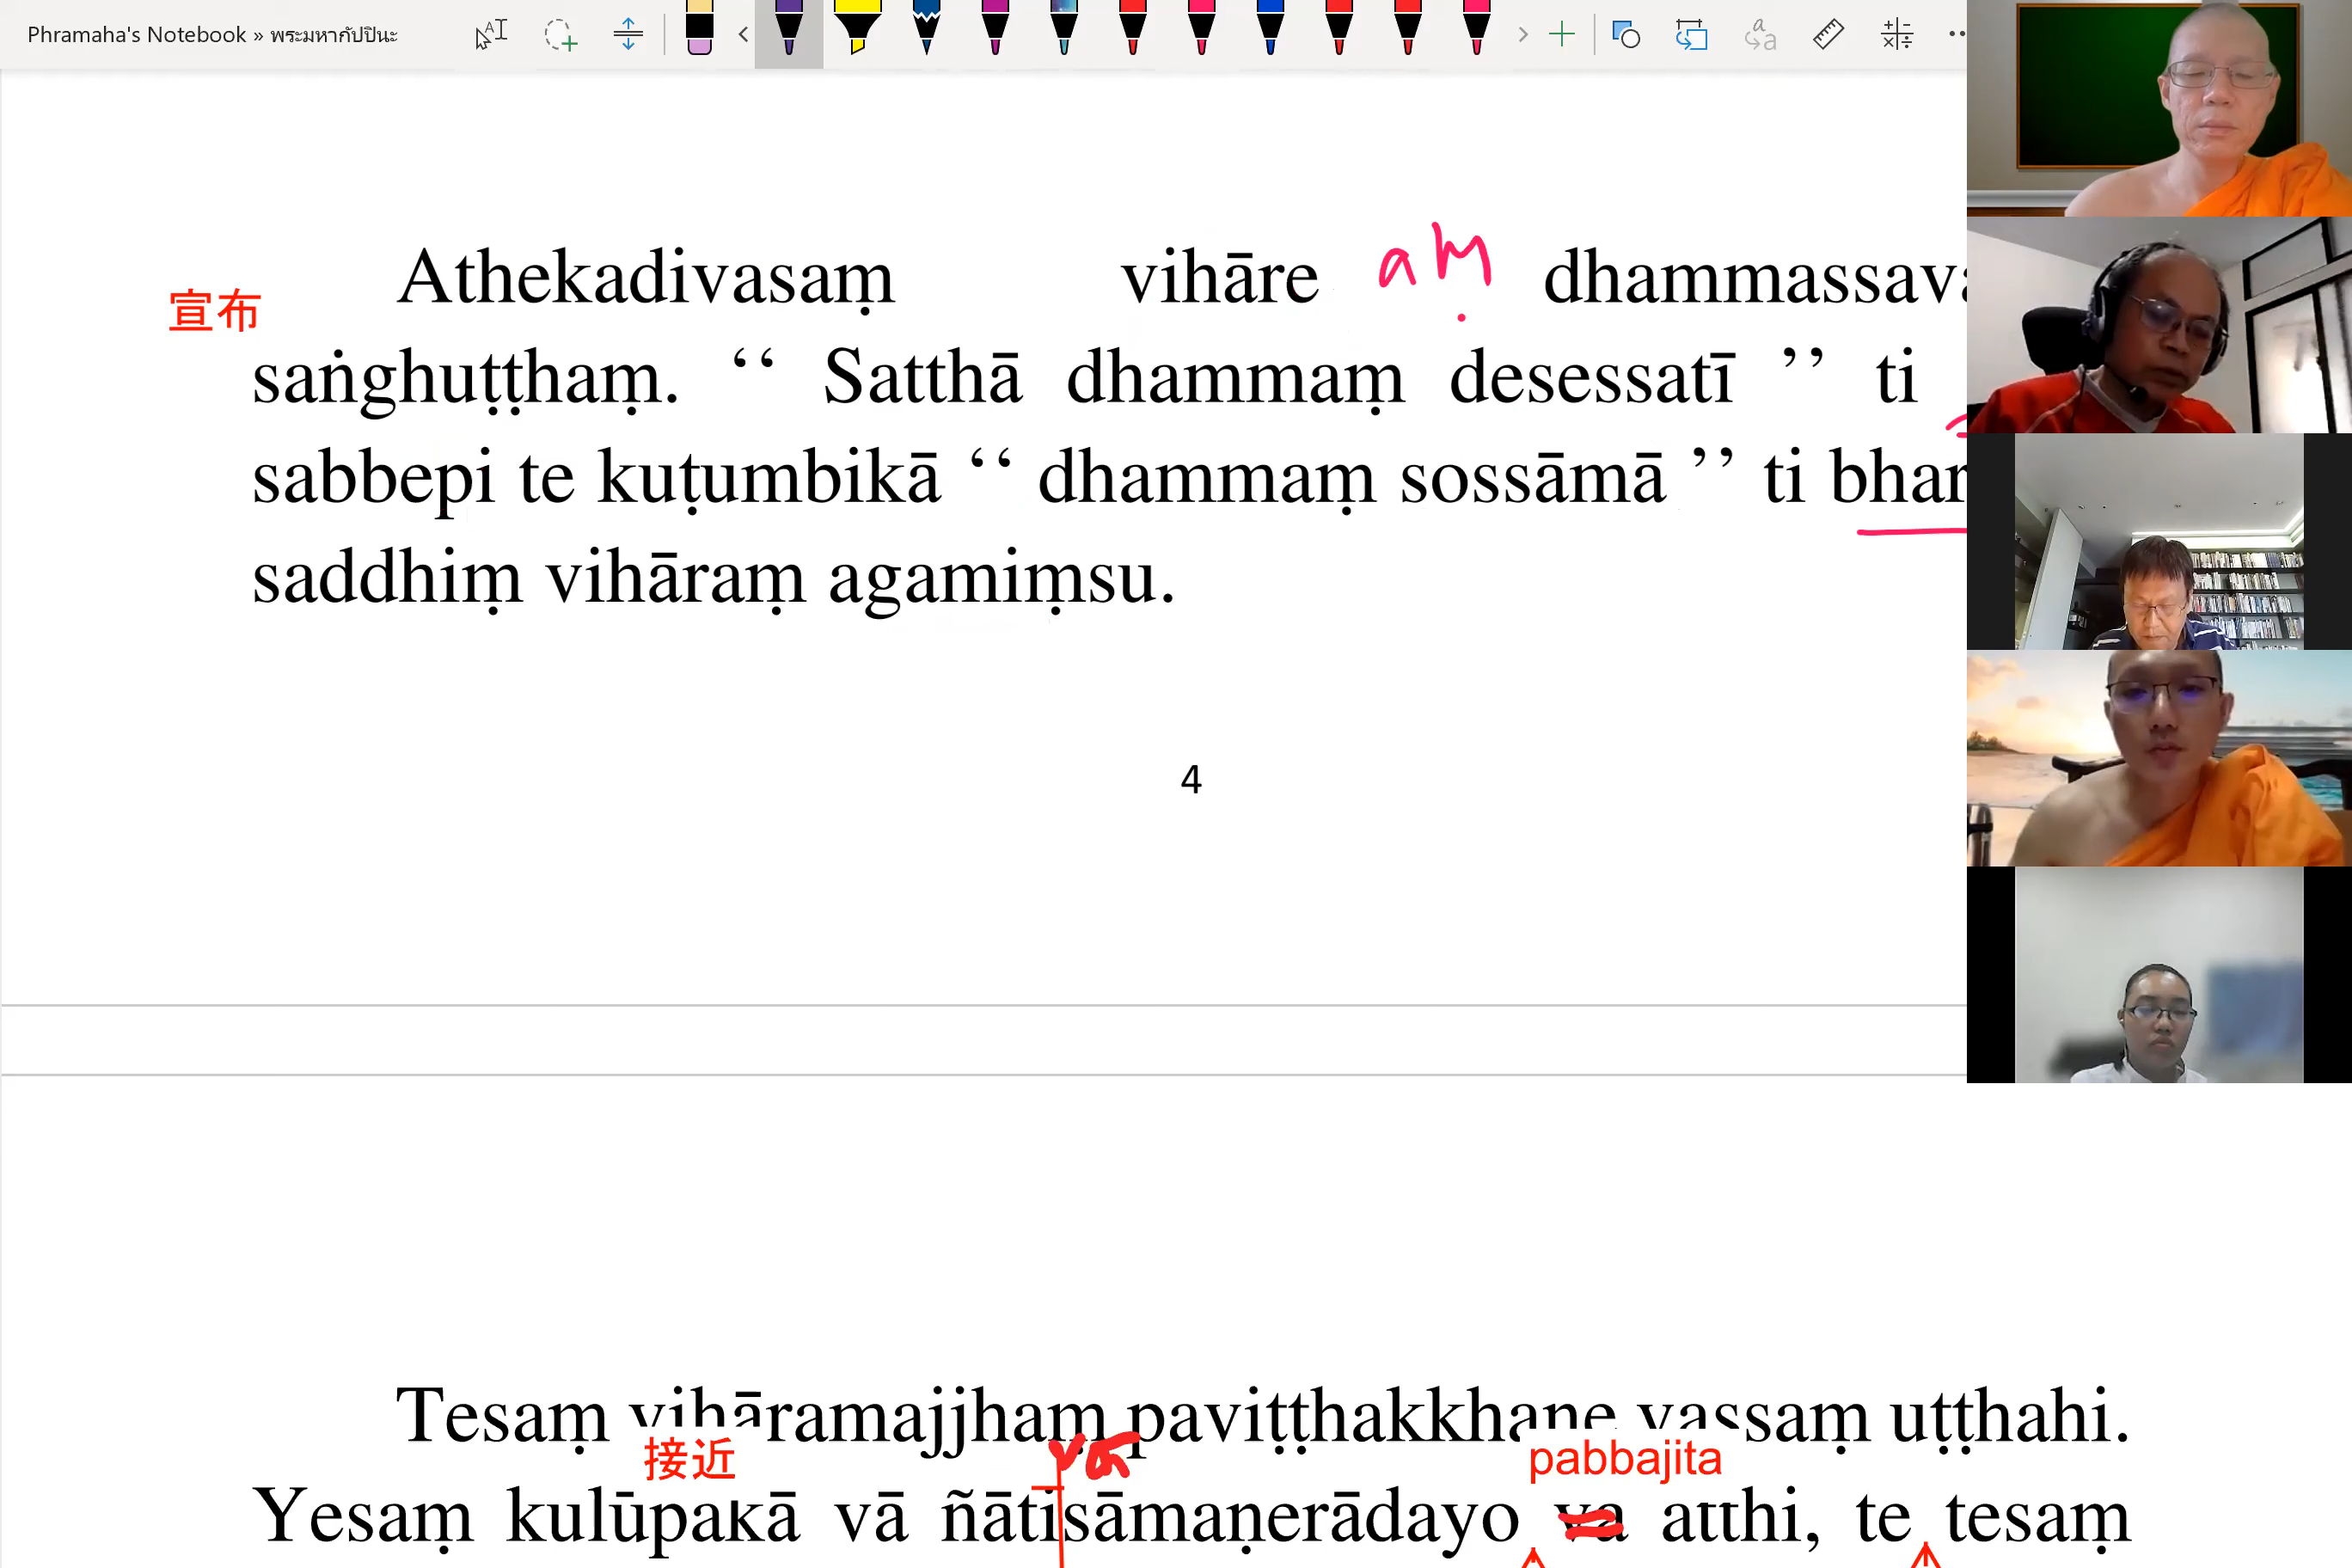 Phramaha's Notebook » พระมหากัปปินะ
Athekadivasaṃ vihāre aṃ
宣布
saṅghuṭṭhaṃ. ‘‘ Satthā dhammaṃ desessatī ’’ ti
sabbepi te kuṭumbikā ‘‘ dhammaṃ sossāmā ’’ ti
saddhiṃ vihāraṃ agamiṃsu.
4
Tesaṃ vihāramajjhaṃ paviṭṭhakkhaṇe vassaṃ uṭṭhahi.
接近 pabbajita
Yesaṃ kulūpakā vā ñātisāmaṇerādayo va atthi, te tesaṃ